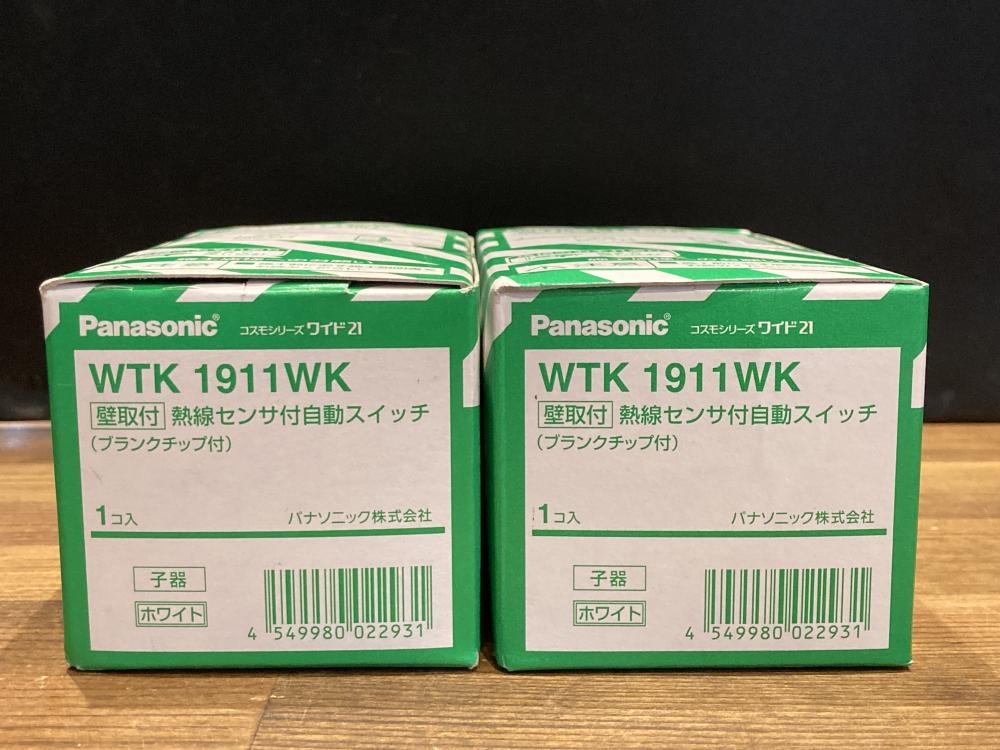 Panasonic® コスモシリーズ ワイド21
WTK 1911WK
壁取付 熱線センサ付自動スイッチ
(ブランクチップ付)
1コ入 パナソニック株式会社
子器
ホワイト
4 549980 022931
Panasonic® コスモシリーズ ワイド21
WTK 1911WK
壁取付 熱線センサ付自動スイッチ
(ブランクチップ付)
1コ入 パナソニック株式会社
子器
ホワイト
4 549980 022931